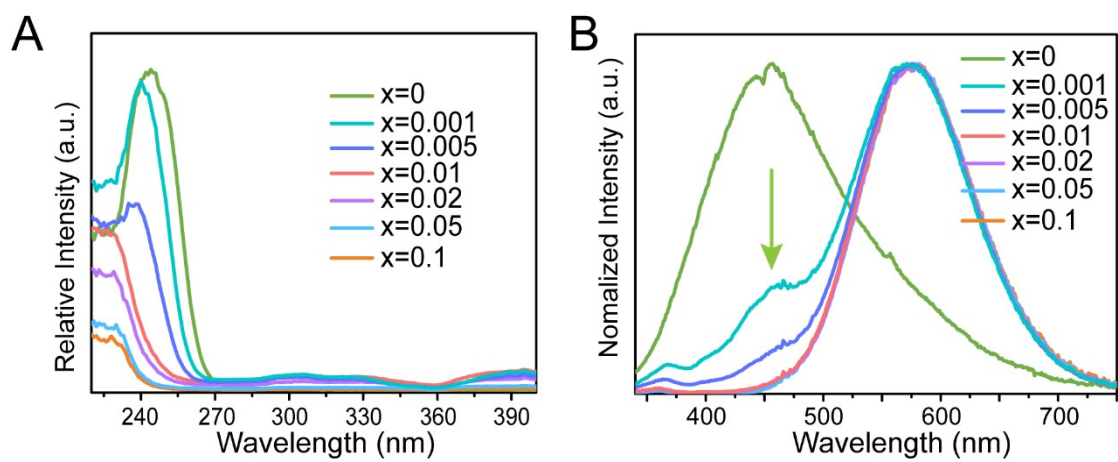 A
Relative Intensity (a.u.)
x=0
x=0.001
x=0.005
x=0.01
x=0.02
x=0.05
x=0.1
240 270 300 330 360 390
Wavelength (nm)
B
Nomalized Intensity (a.u.)
x=0
x=0.001
x=0.005
x=0.01
x=0.02
x=0.05
x=0.1
400 500 600 700
Wavelength (nm)